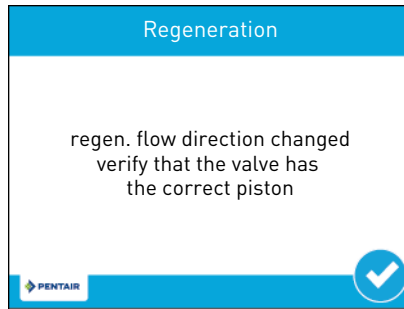 Regeneration
regen. flow direction changed
verify that the valve has
the correct piston
PENTAIR